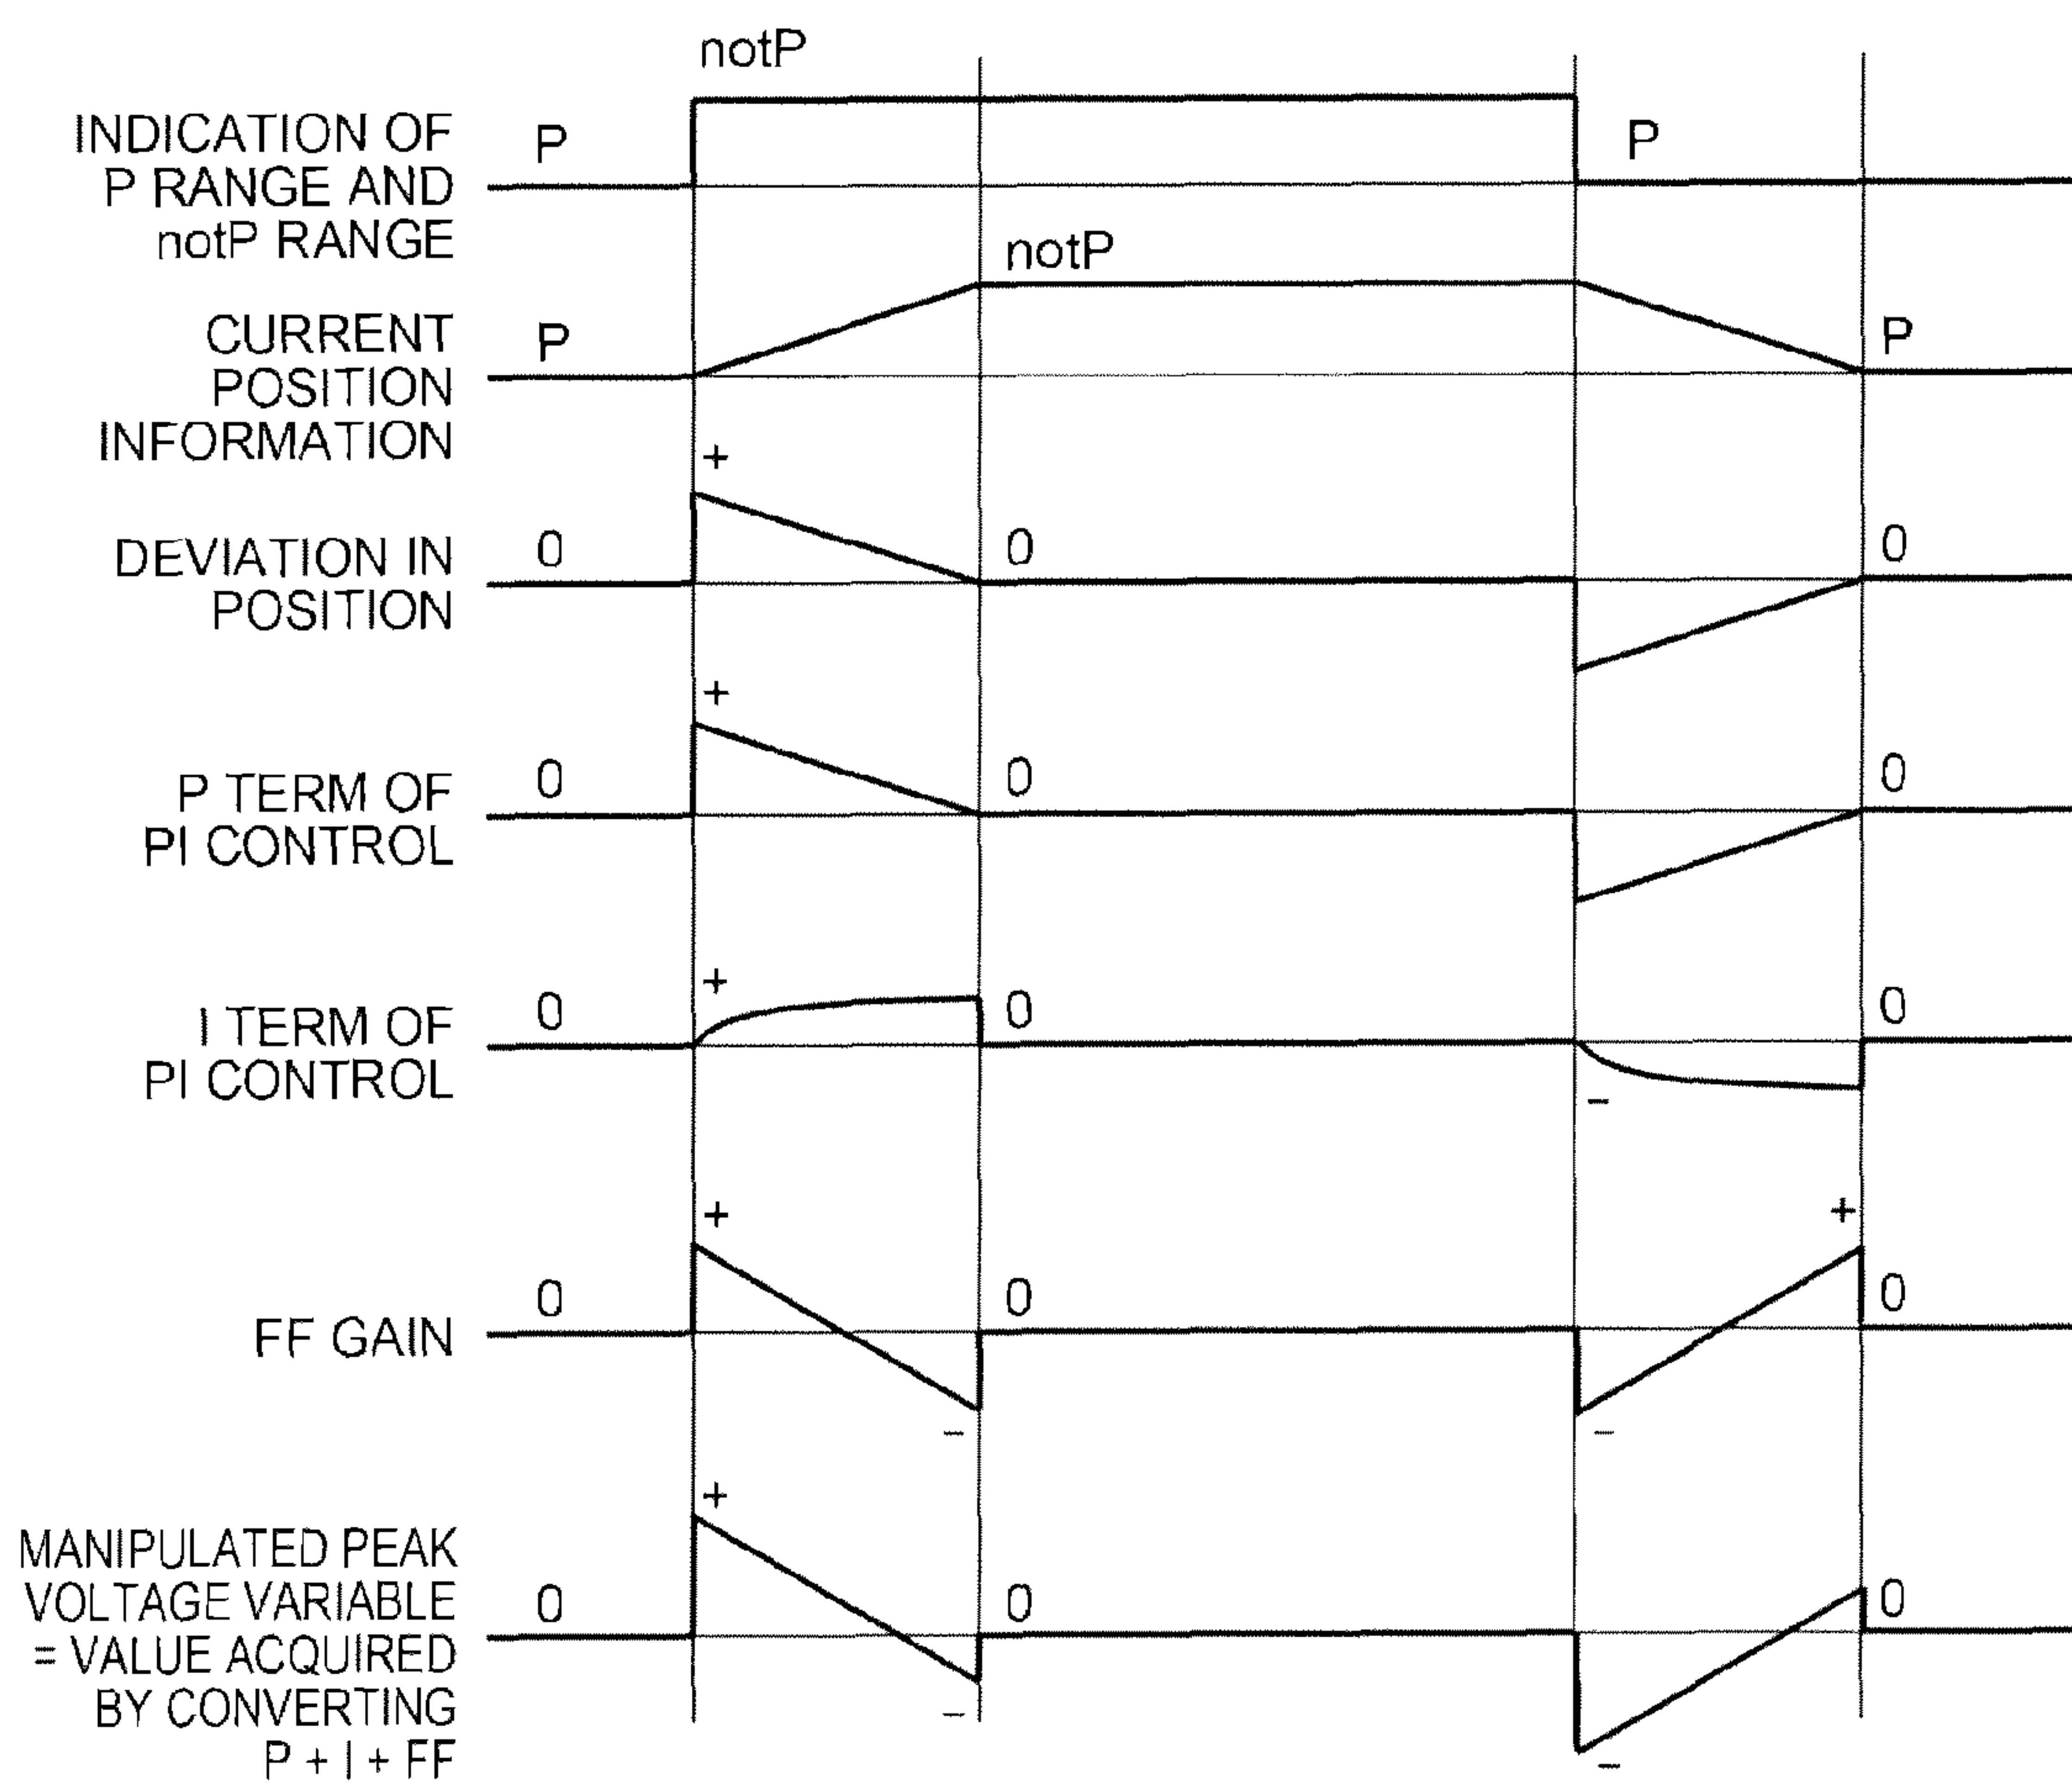 notP
INDICATION OF
P RANGE AND
notP RANGE
P
P
CURRENT
POSITION
INFORMATION
P
notP
P
DEVIATION IN
POSITION
0
+
0
0
P TERM OF
PI CONTROL
0
+
0
0
I TERM OF
PI CONTROL
0
+
0
-
0
FF GAIN
0
+
-
0
-
+
0
MANIPULATED PEAK
VOLTAGE VARIABLE
= VALUE ACQUIRED
BY CONVERTING
P + I + FF
0
+
-
0
-
0